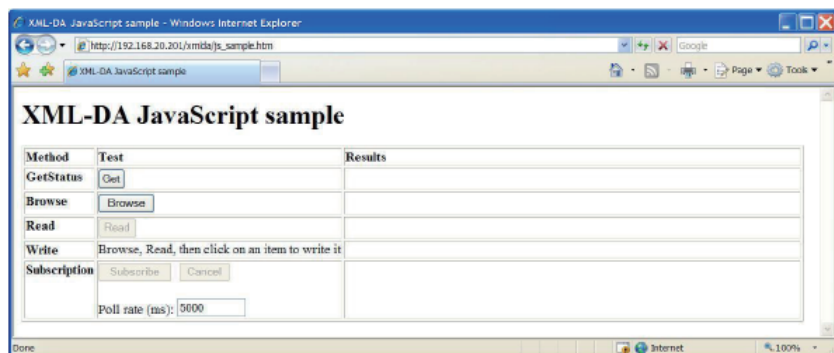 XML-DA JavaScript sample - Windows Internet Explorer
http://192.168.20.201/xmlda/js_sample.htm
Google
XML-DA JavaScript sample
Page
Tools
XML-DA JavaScript sample
Method Test Results
GetStatus Get
Browse Browse
Read Read
Write Browse, Read, then click on an item to write it
Subscription Subscribe Cancel
Poll rate (ms): 5000
Done Internet 100%